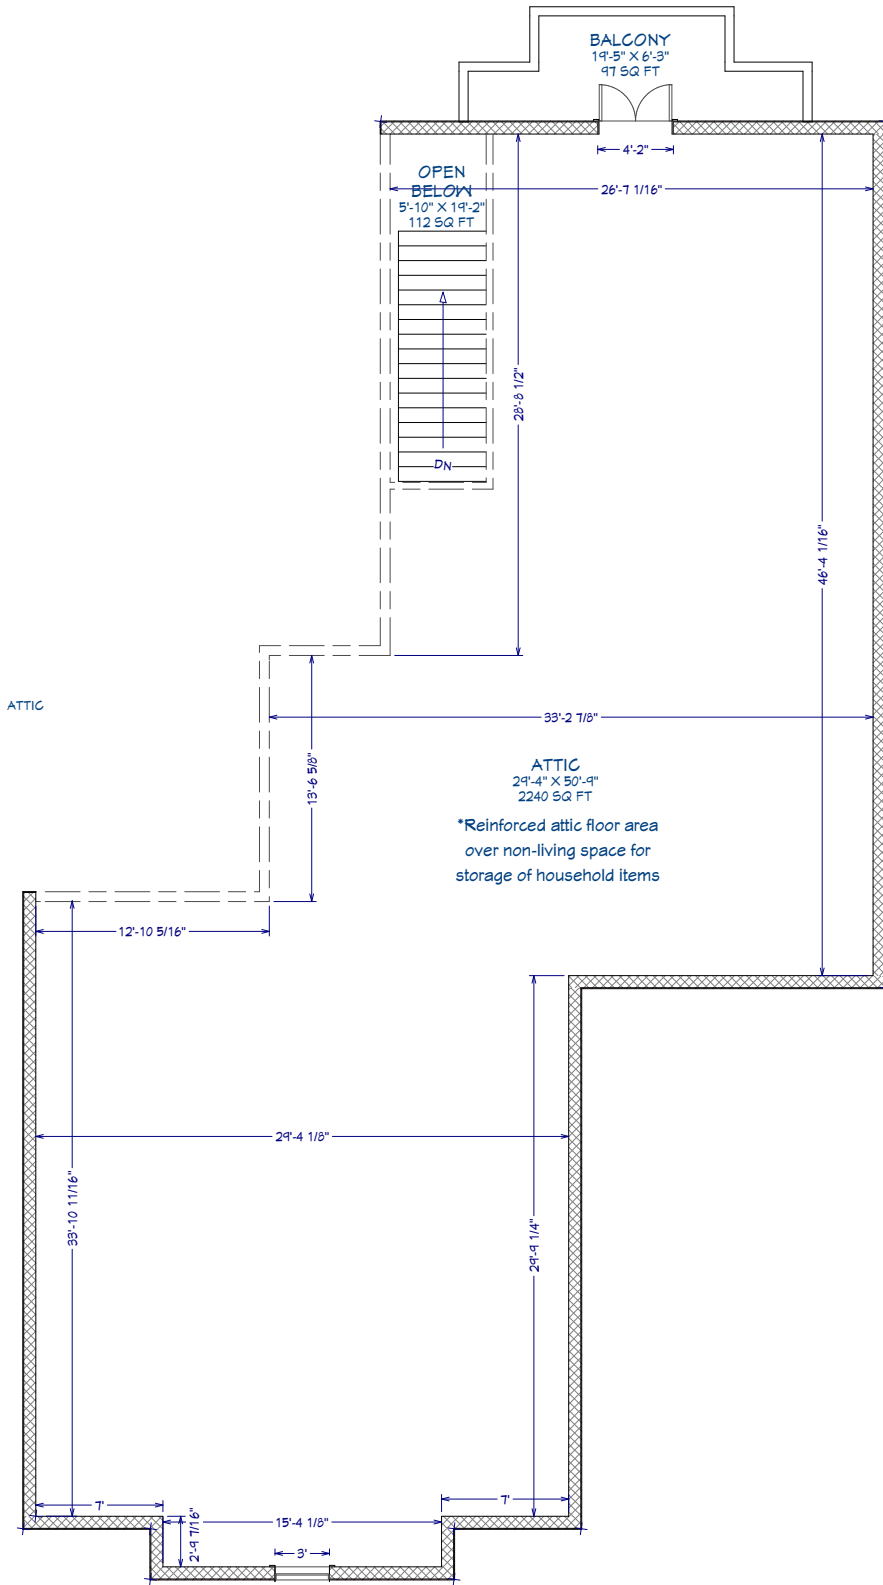 BALCONY
19'-5" X 6'-3"
97 SQ FT
4'-2"
OPEN
BELOW
5'-10" X 19'-2"
112 SQ FT
26'-7 1/16"
28'-8 1/2"
DN
46'-4 1/16"
ATTIC
33'-2 7/8"
13'-6 5/8"
ATTIC
29'-4" X 50'-9"
2240 SQ FT
*Reinforced attic floor area
over non-living space for
storage of household items
12'-10 5/16"
29'-4 1/8"
33'-10 11/16"
29'-9 1/4"
7'
7'
2'-9 7/16"
15'-4 1/8"
3'